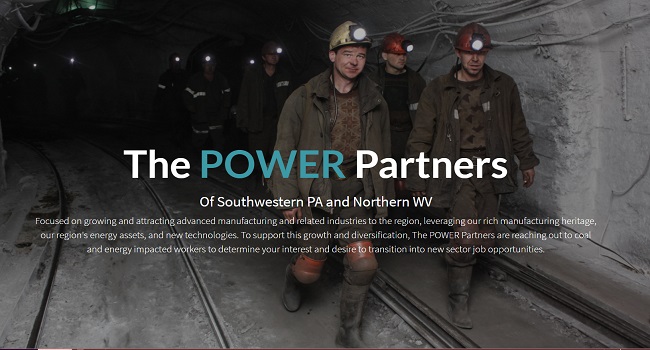 The POWER Partners
Of Southwestern PA and Northern WV
Focused on growing and attracting advanced manufacturing and related industries to the region, leveraging our rich manufacturing heritage,
our region's energy assets, and new technologies. To support this growth and diversification, The POWER Partners are reaching out to coal
and energy impacted workers to determine your interest and desire to transition into new sector job opportunities.